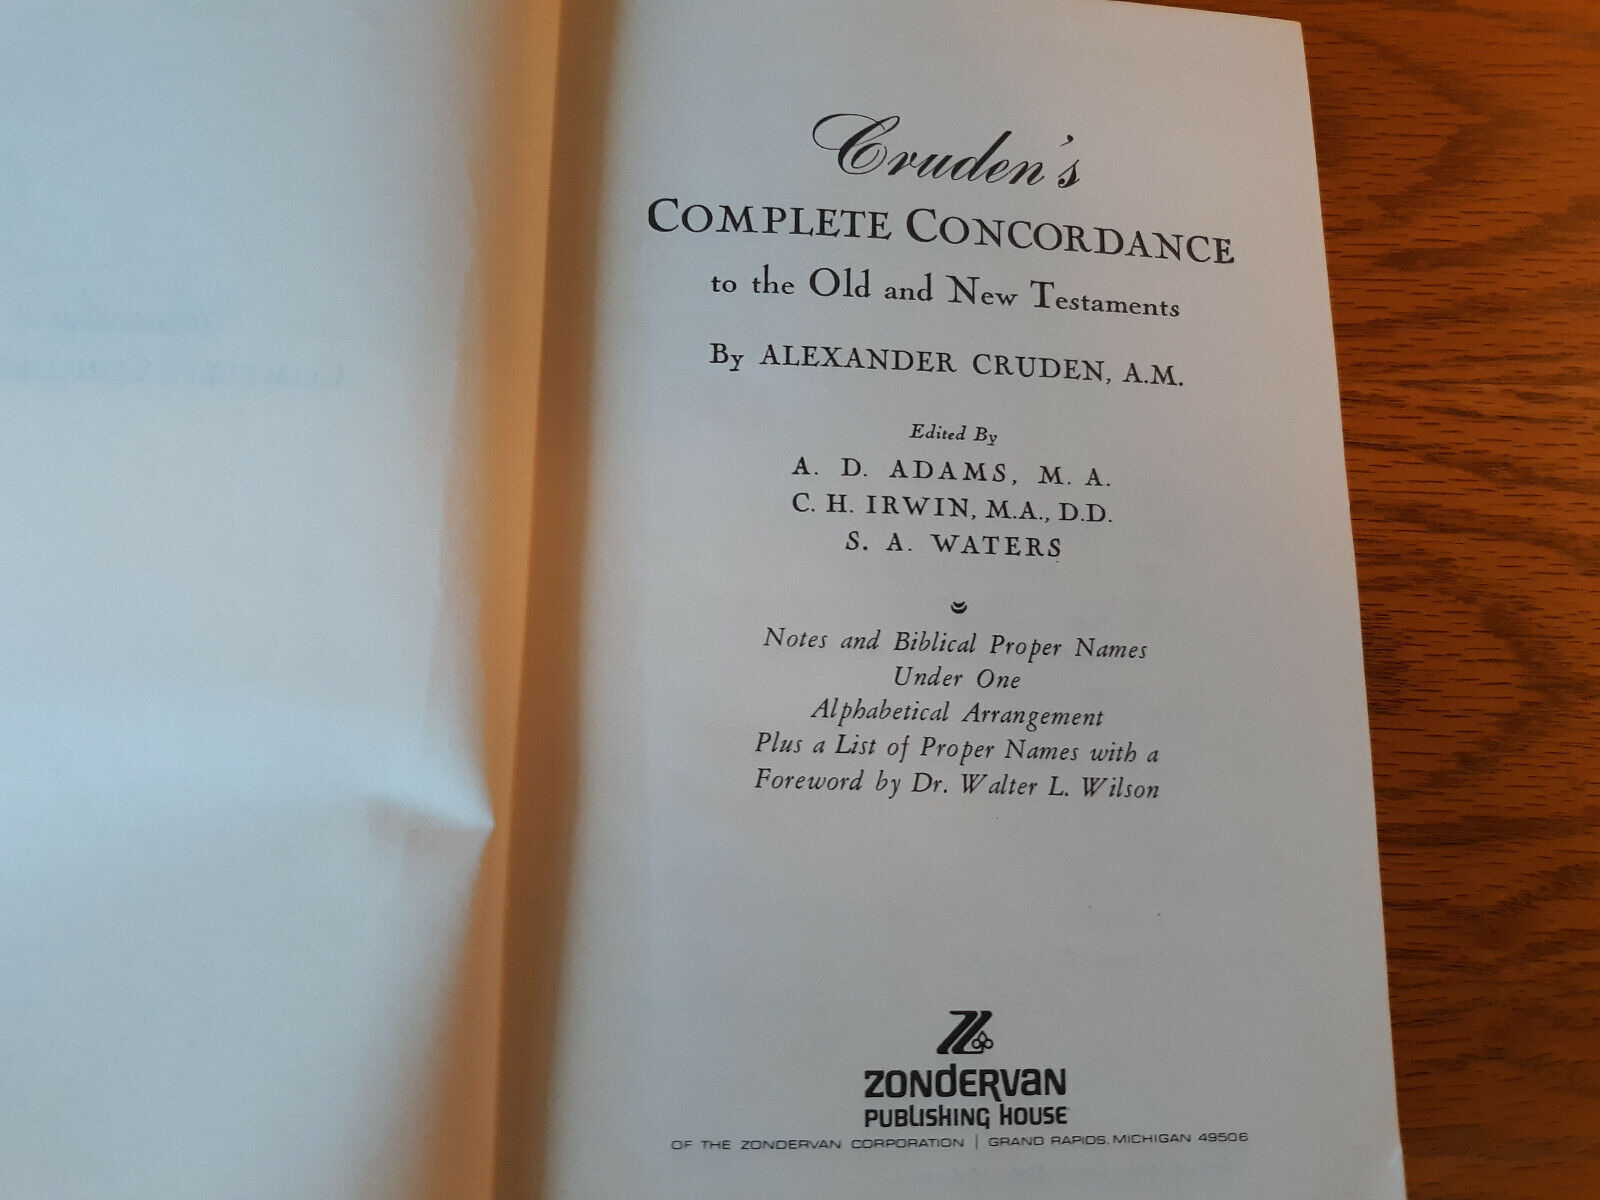 Cruden's
COMPLETE CONCORDANCE
to the Old and New Testaments
By ALEXANDER CRUDEN, A.M.
Edited By
A. D. ADAMS, M. A.
C. H. IRWIN, M.A., D.D.
S. A. WATERS
Notes and Biblical Proper Names
Under One
Alphabetical Arrangement
Plus a List of Proper Names with a
Foreword by Dr. Walter L. Wilson
ZONDERVAN
PUBLISHING HOUSE
OF THE ZONDERVAN CORPORATION | GRAND RAPIDS, MICHIGAN 49506